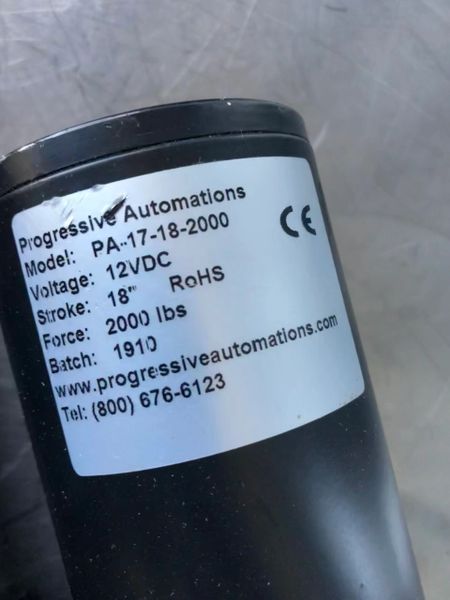 Progressive Automations
Model: PA-17-18-2000
Voltage: 12VDC
Stroke: 18" RoHS
Force: 2000 lbs
Batch: 1910
www.progressiveautomations.com
Tel: (800) 676-6123
CE